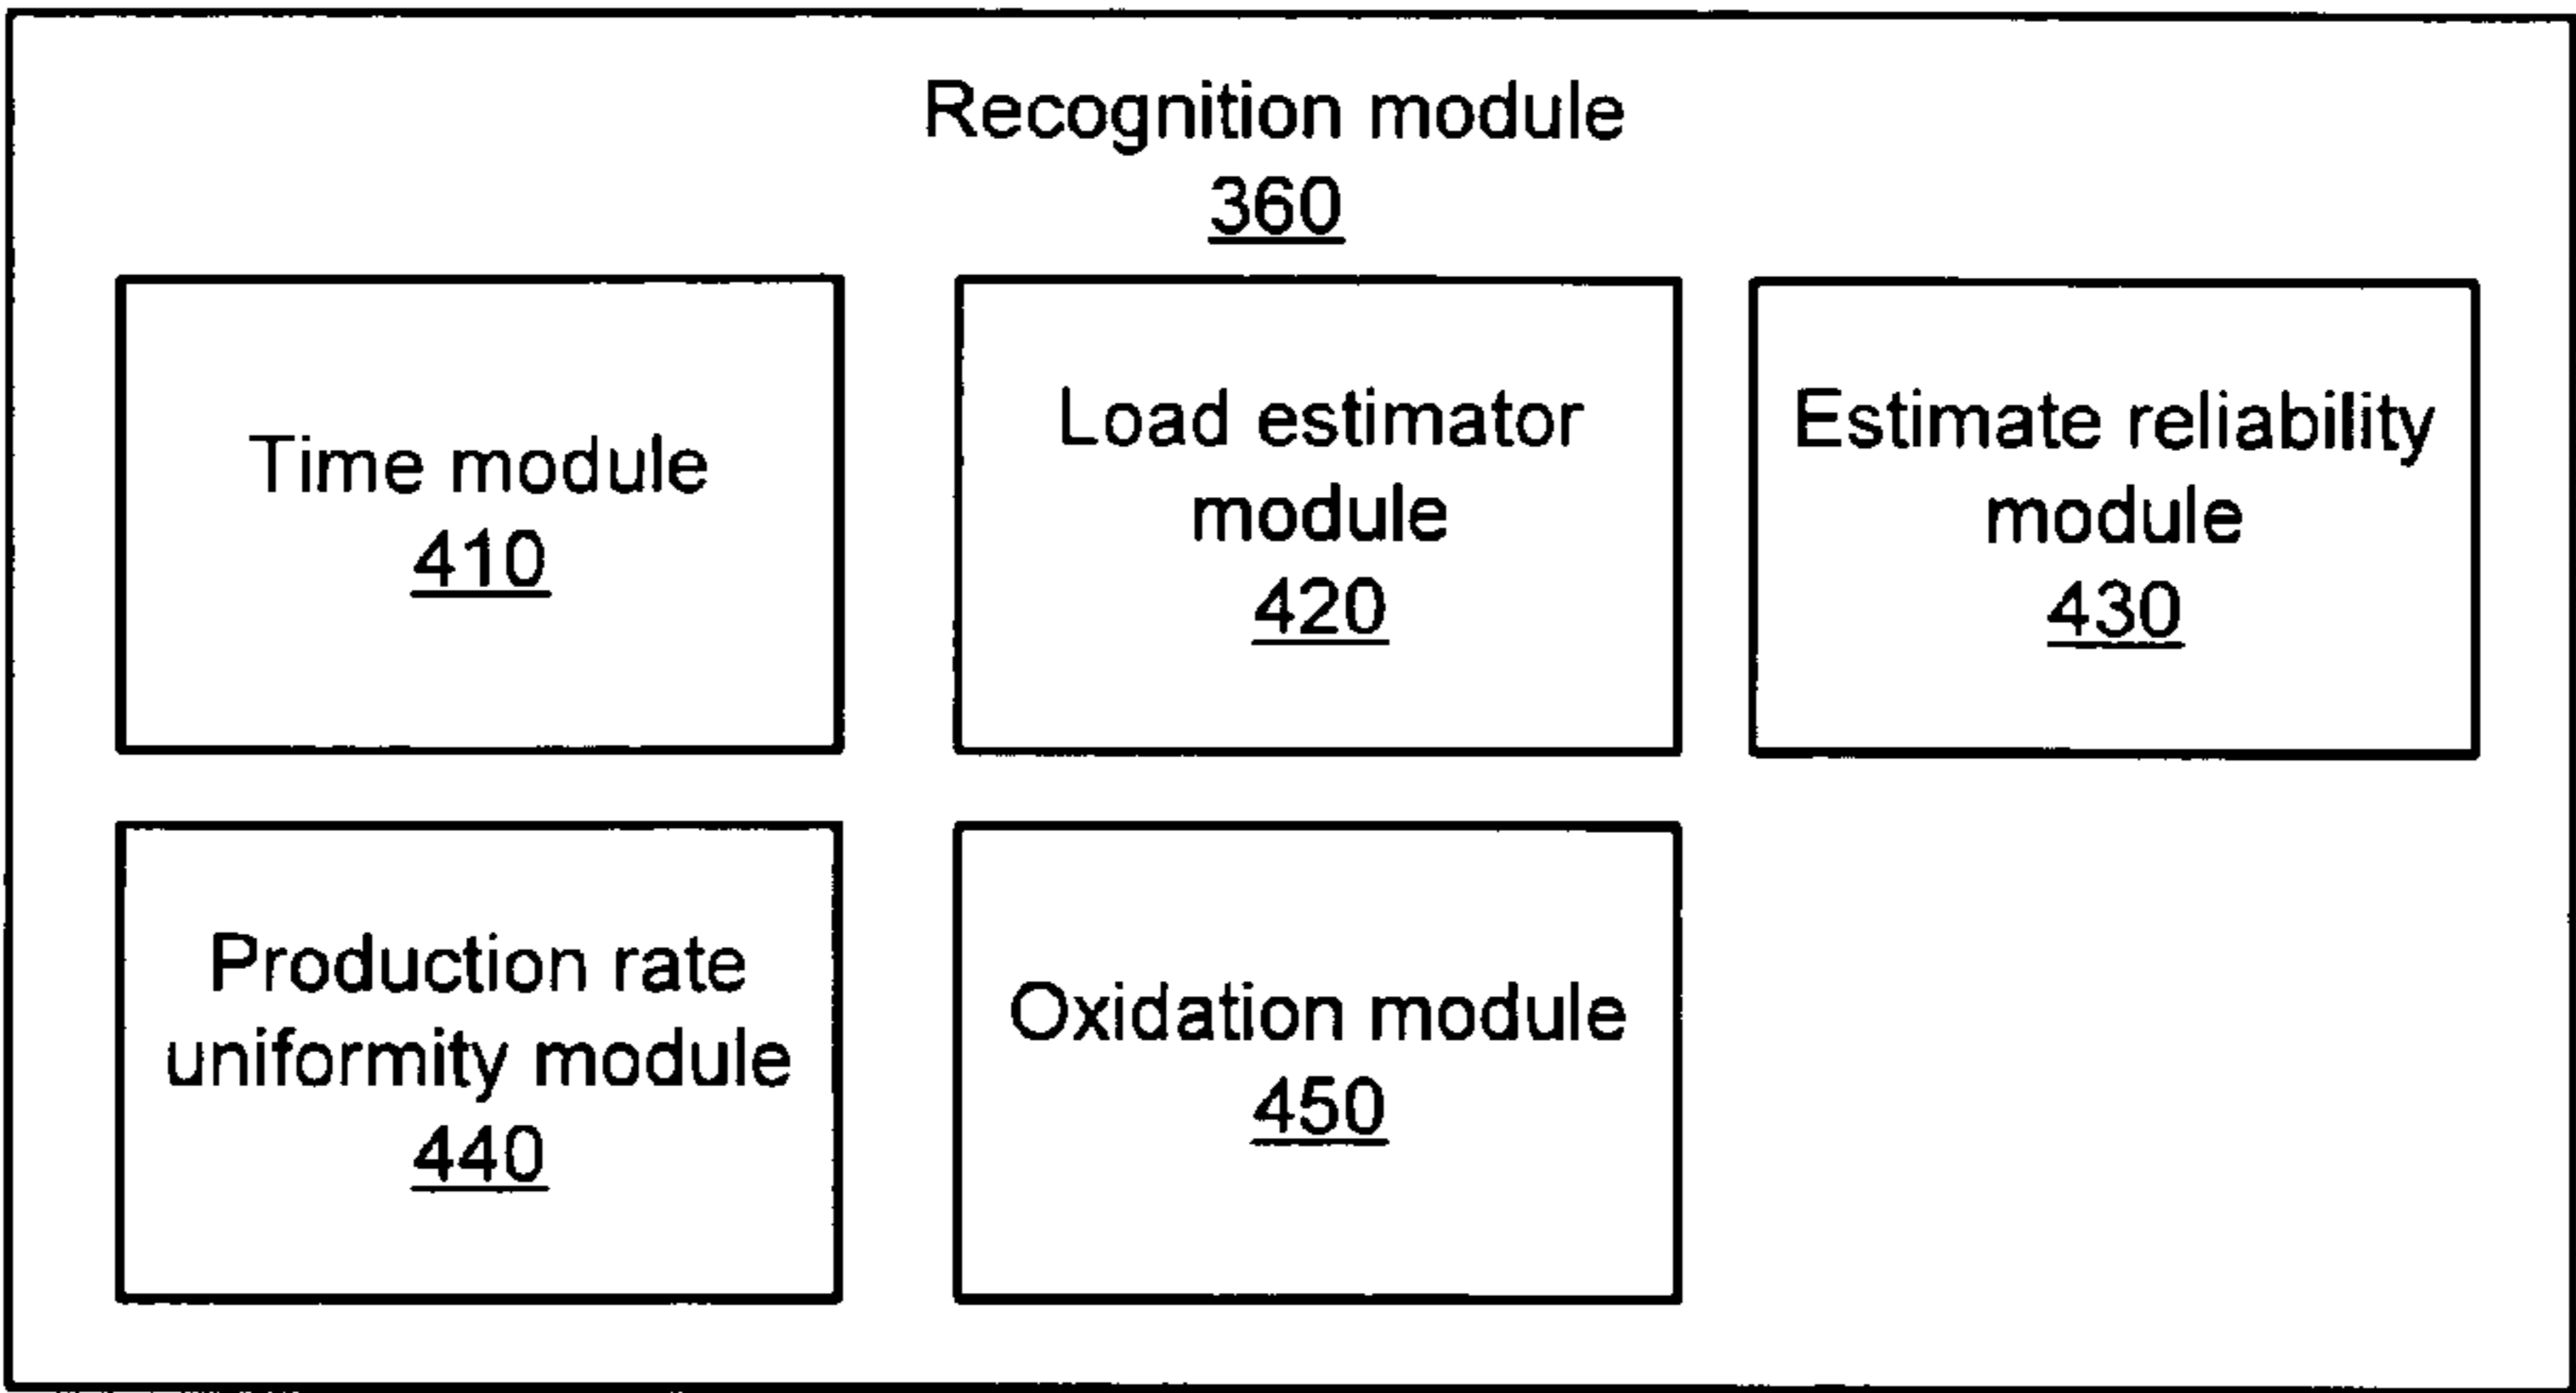 Recognition module
360
Time module
410
Load estimator
module
420
Estimate reliability
module
430
Production rate
uniformity module
440
Oxidation module
450